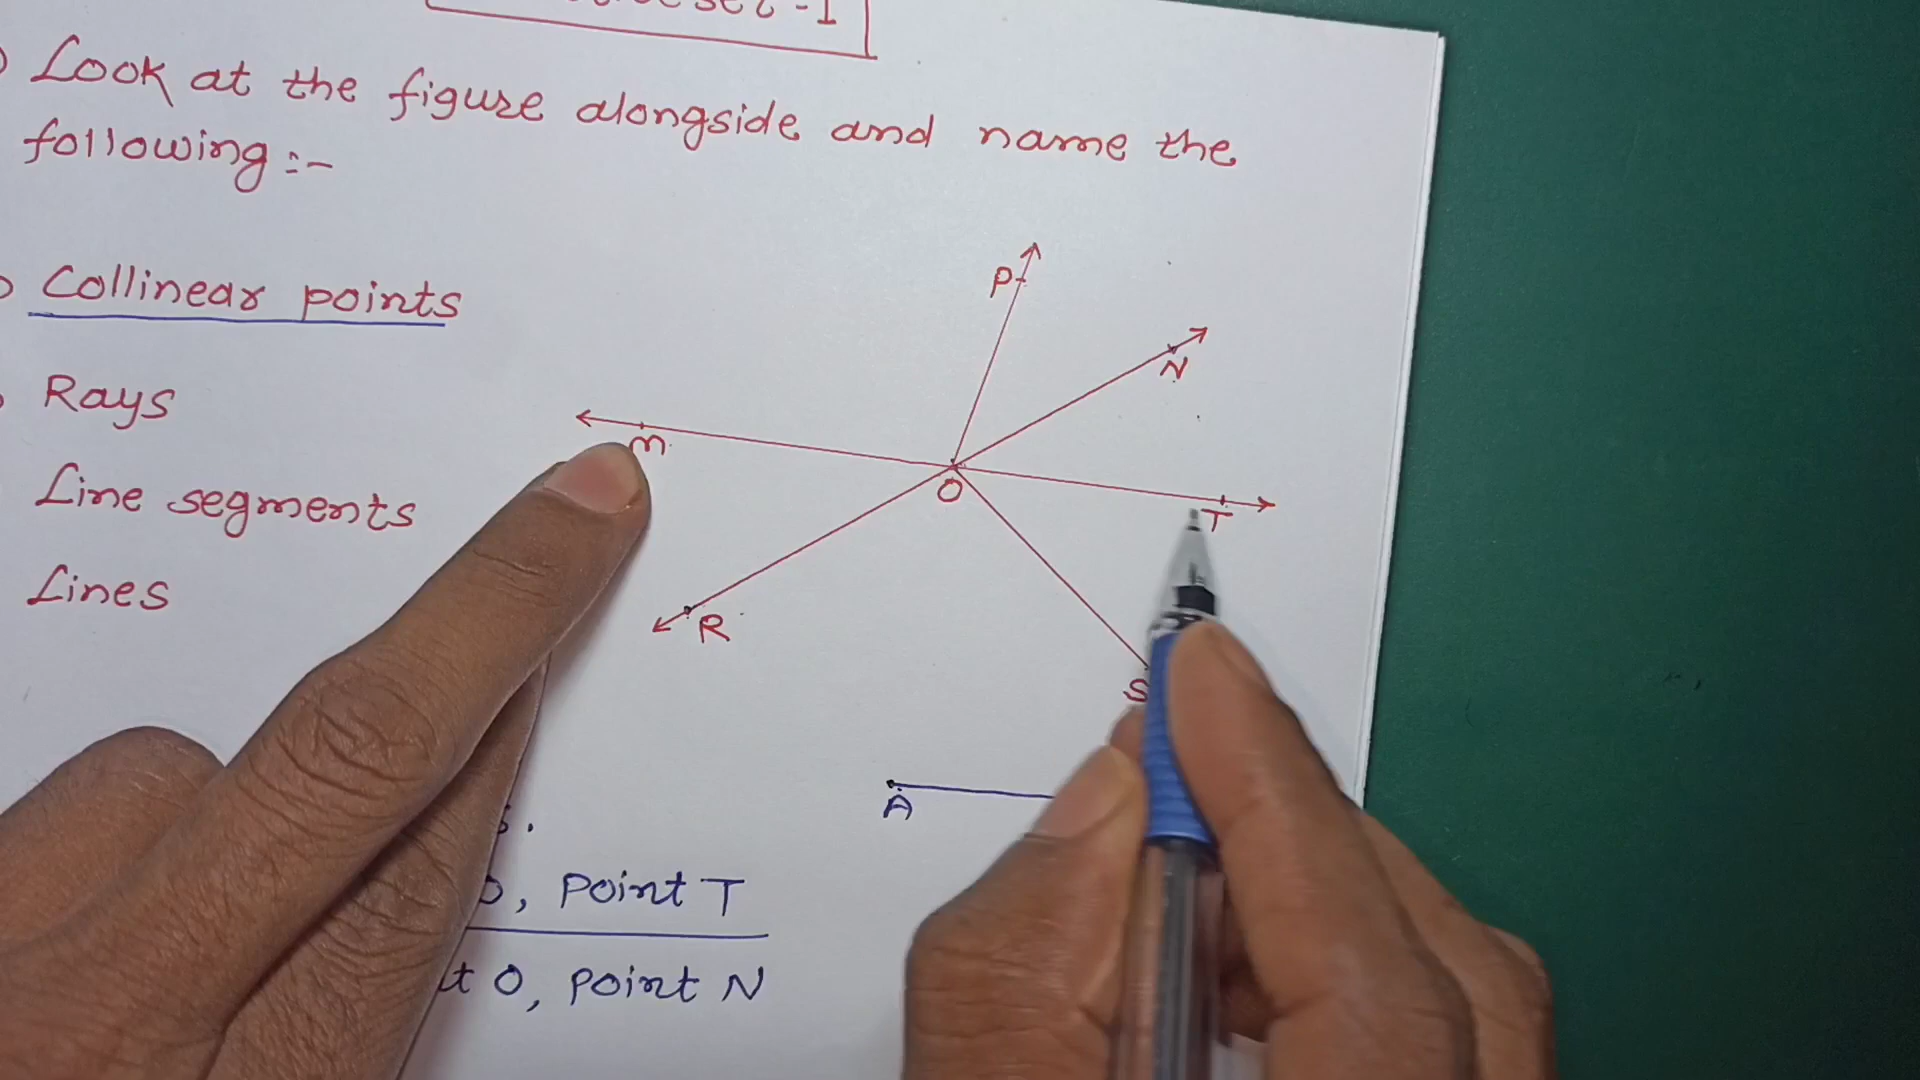 Look at the figure alongside and name the
following :-
Collinear points
P
N
Rays
m
O
T
Line segments
Lines
R
S
A
, point T
t O, point N